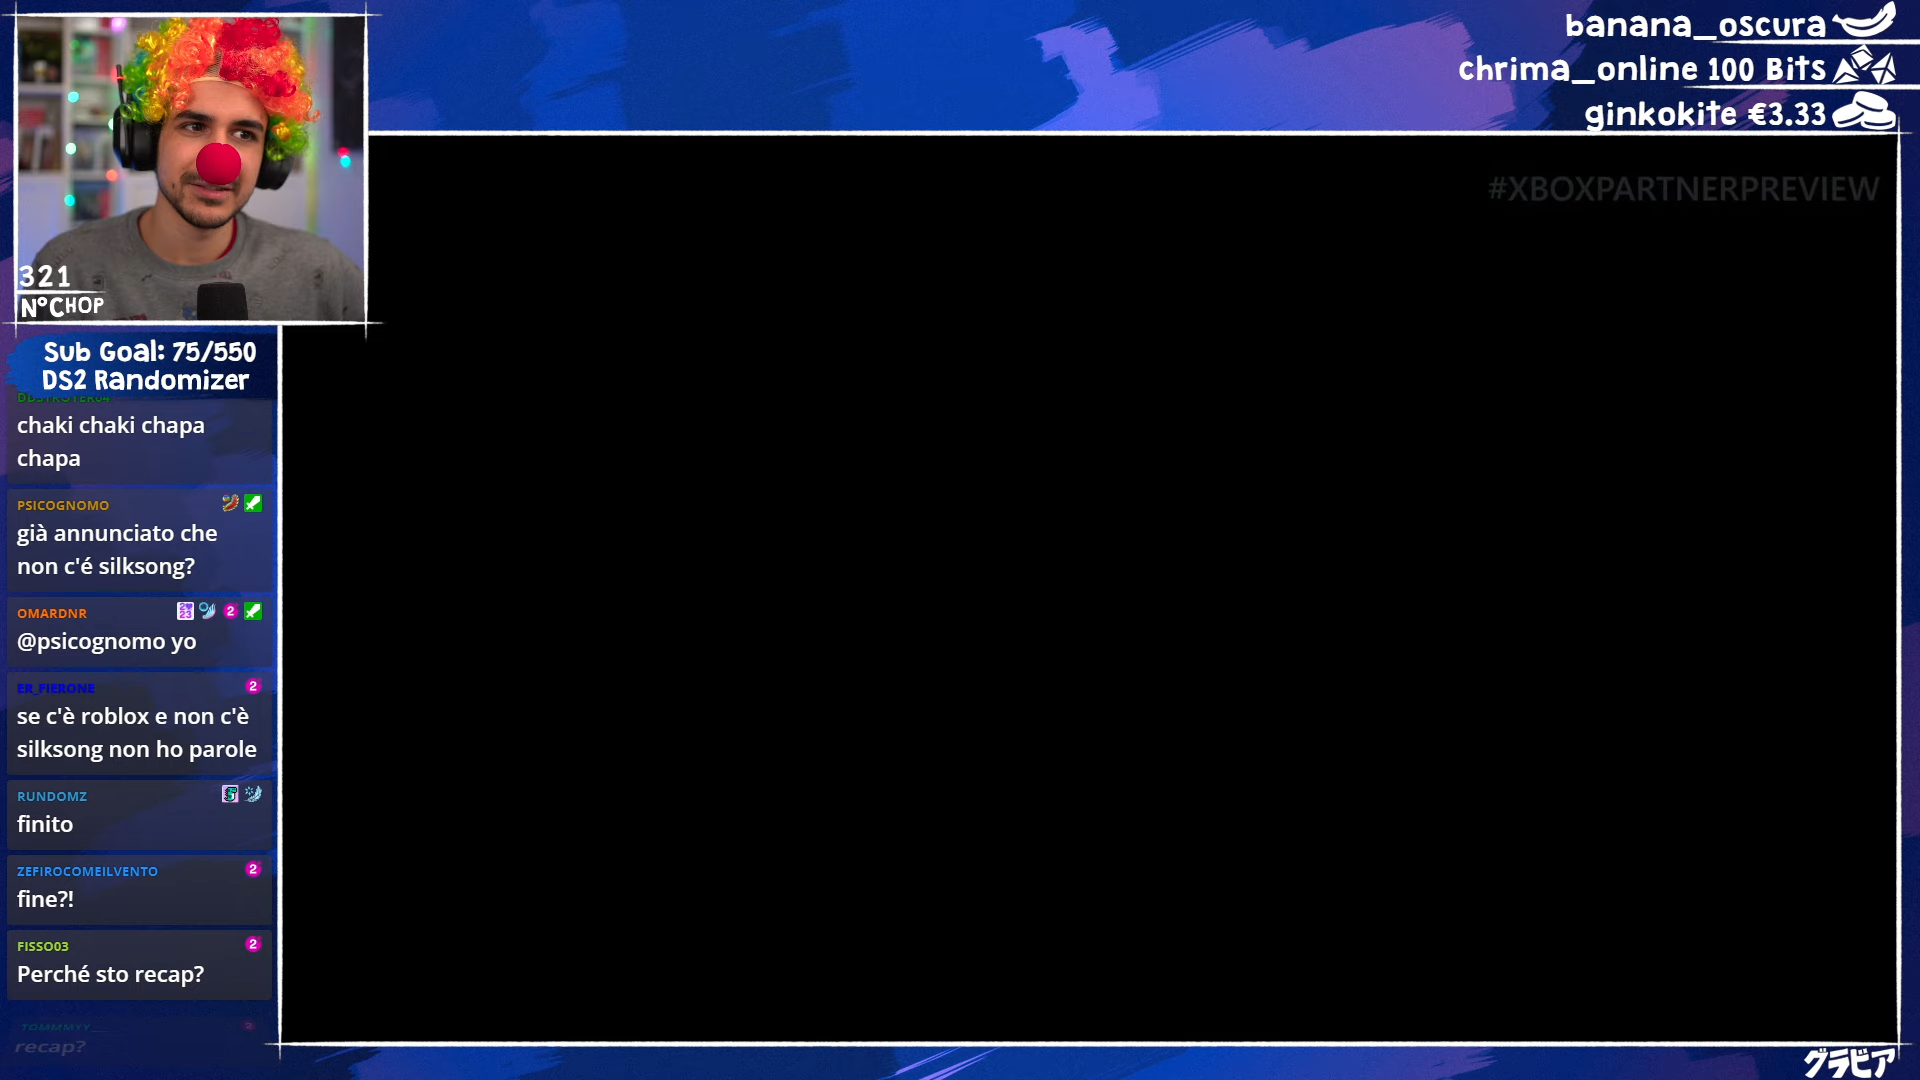 banana_oscura
chrima_online 100 Bits
ginkokite €3.33
#XBOXPARTNERPREVIEW
321
N°CHOP
Sub Goal: 75/550
DS2 Randomizer
chaki chaki chapa
chapa
PSICOGNOMO
già annunciato che
non c'é silksong?
OMARDNR
@psicognomo yo
ER_FIERONE
se c'è roblox e non c'è
silksong non ho parole
RUNDOMZ
finito
ZEFIROCOMEILVENTO
fine?!
FISSO03
Perché sto recap?
recap?
グラビア